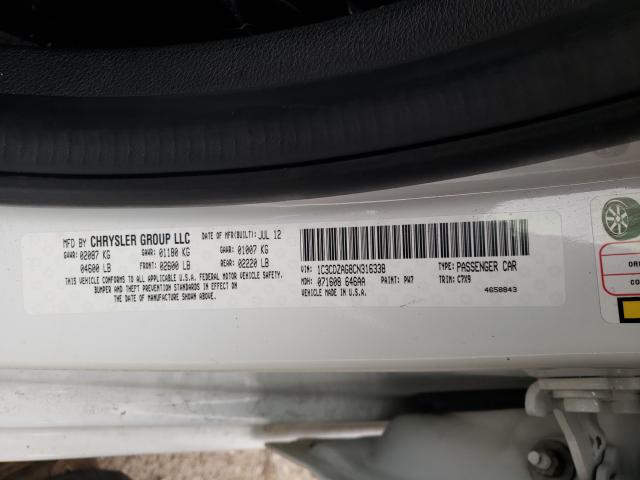 MFD BY CHRYSLER GROUP LLC DATE OF MFR(BUILT): JUL 12
GVWR: 02087 KG GAWR: 01180 KG GAWR: 01007 KG
04600 LB FRONT: 02600 LB REAR: 02220 LB
THIS VEHICLE CONFORMS TO ALL APPLICABLE U.S.A. FEDERAL MOTOR VEHICLE SAFETY,
BUMPER AND THEFT PREVENTION STANDARDS IN EFFECT ON
THE DATE OF MANUFACTURE SHOWN ABOVE.
VIN: 1C3CDZAG8CN316338 TYPE: PASSENGER CAR
MDH: 071608 646AA PAINT: PW7 TRIM: C7X9
VEHICLE MADE IN U.S.A. 4658843